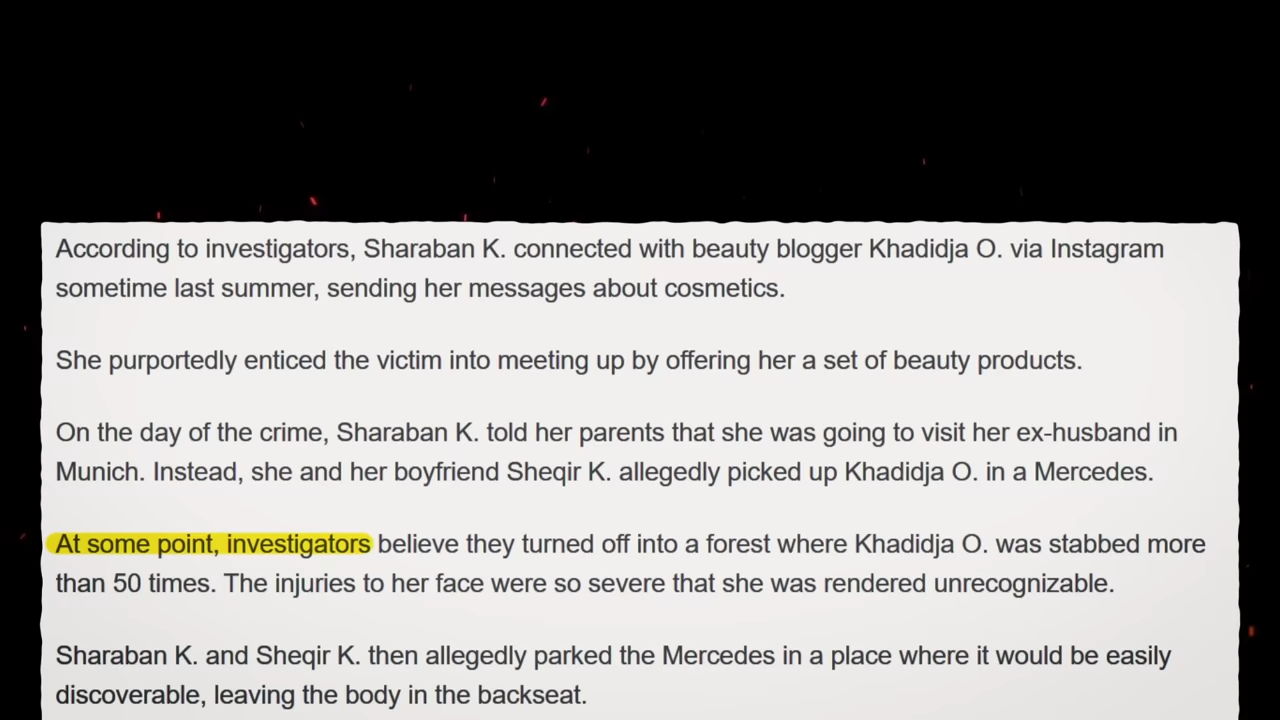 According to investigators, Sharaban K. connected with beauty blogger Khadidja O. via Instagram
sometime last summer, sending her messages about cosmetics.
She purportedly enticed the victim into meeting up by offering her a set of beauty products.
On the day of the crime, Sharaban K. told her parents that she was going to visit her ex-husband in
Munich. Instead, she and her boyfriend Sheqir K. allegedly picked up Khadidja O. in a Mercedes.
At some point, investigators believe they turned off into a forest where Khadidja O. was stabbed more
than 50 times. The injuries to her face were so severe that she was rendered unrecognizable.
Sharaban K. and Sheqir K. then allegedly parked the Mercedes in a place where it would be easily
discoverable, leaving the body in the backseat.